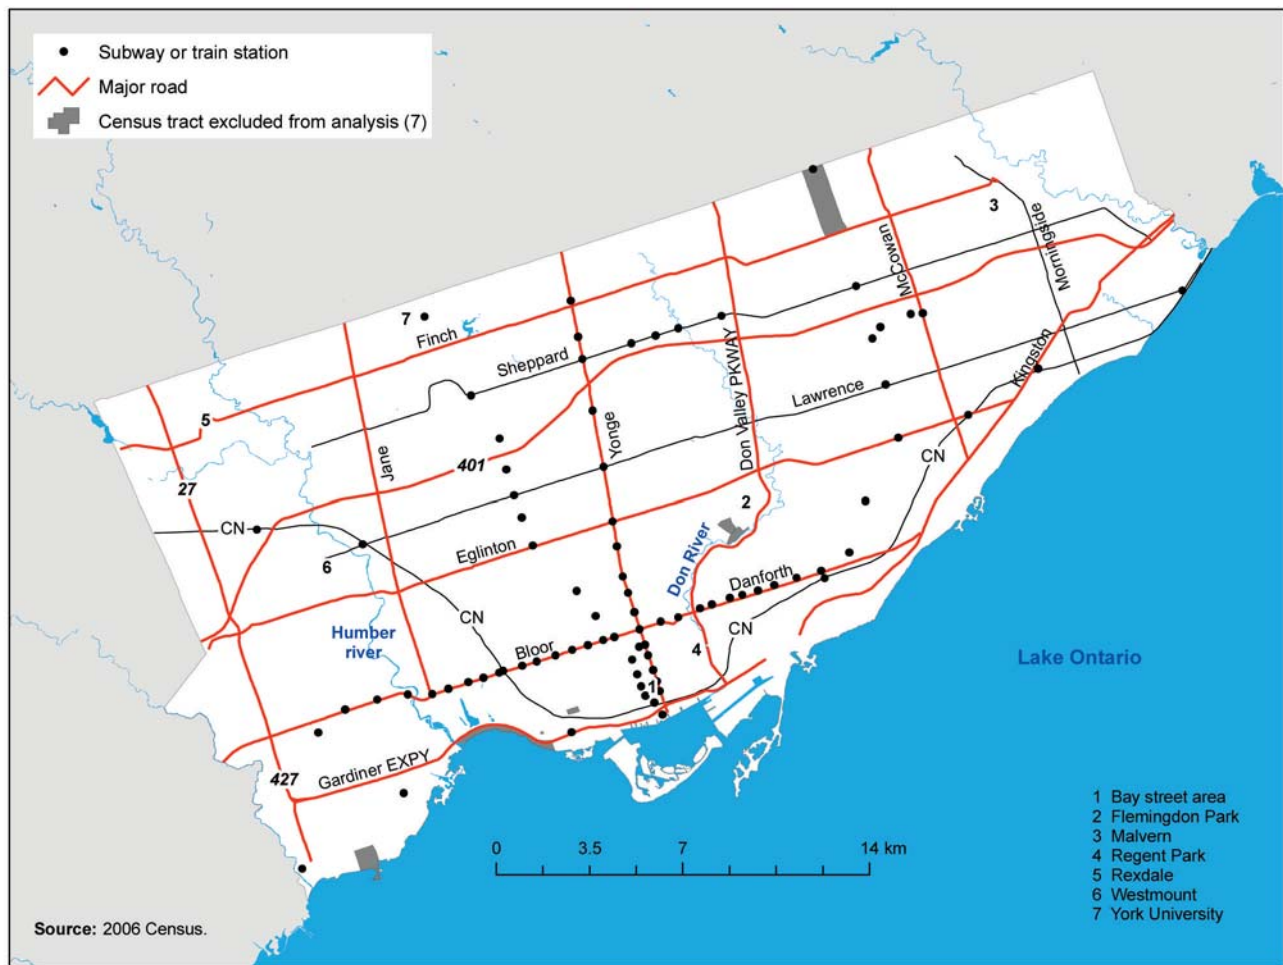 Subway or train station
Major road
Census tract excluded from analysis (7)
3
Morningside
McCowan
7
Finch
Sheppard
Don Valley PKWAY
Kingston
Lawrence
5
Yonge
Jane
401
CN
27
2
CN
Eglinton
6
Don River
Danforth
CN
CN
Humber
river
Bloor
4
Lake Ontario
1
427
Gardiner EXPY
0 3.5 7 14 km
1 Bay street area
2 Flemingdon Park
3 Malvern
4 Regent Park
5 Rexdale
6 Westmount
7 York University
Source: 2006 Census.